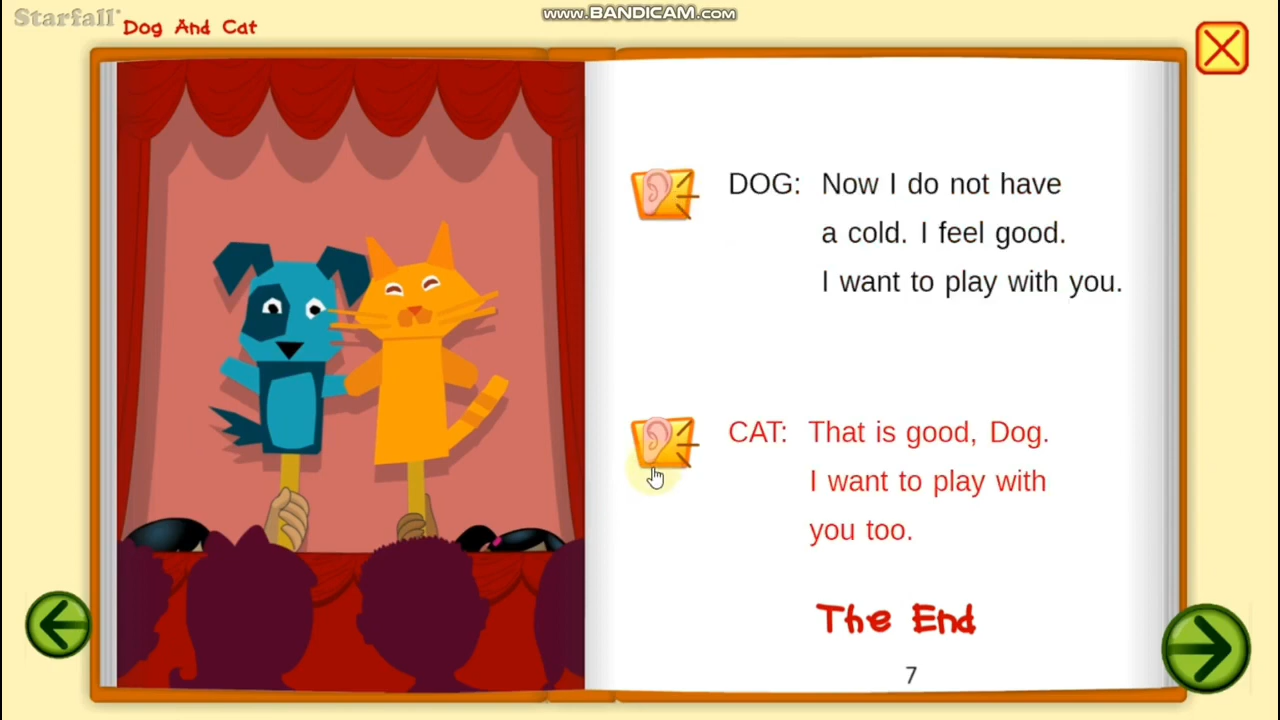 www.BANDICAM.com
Starfall®
Dog And Cat
DOG: Now I do not have
a cold. I feel good.
I want to play with you.
CAT: That is good, Dog.
I want to play with
you too.
The End
7